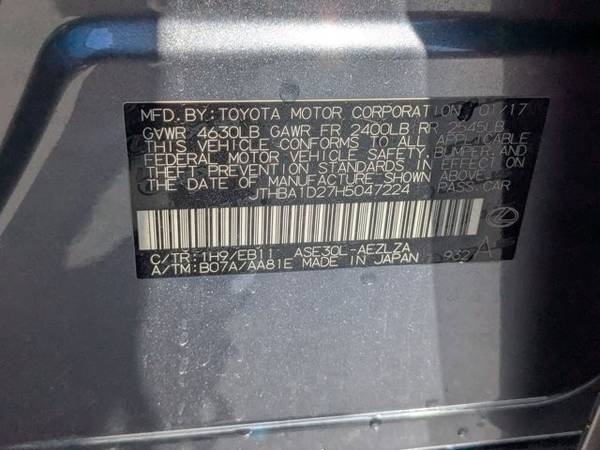 MFD. BY: TOYOTA MOTOR CORPORATION 01/17
GVWR 4630LB GAWR FR 2400LB RR 2645LB
THIS VEHICLE CONFORMS TO ALL APPLICABLE
FEDERAL MOTOR VEHICLE SAFETY, BUMPER, AND
THEFT PREVENTION STANDARDS IN EFFECT ON
THE DATE OF MANUFACTURE SHOWN ABOVE.
JTHBA1D27H5047224 PASS. CAR
C/TR: 1H9/EB11 ASE30L-AEZLZA
A/TM: B07A/AA81E MADE IN JAPAN 9327A